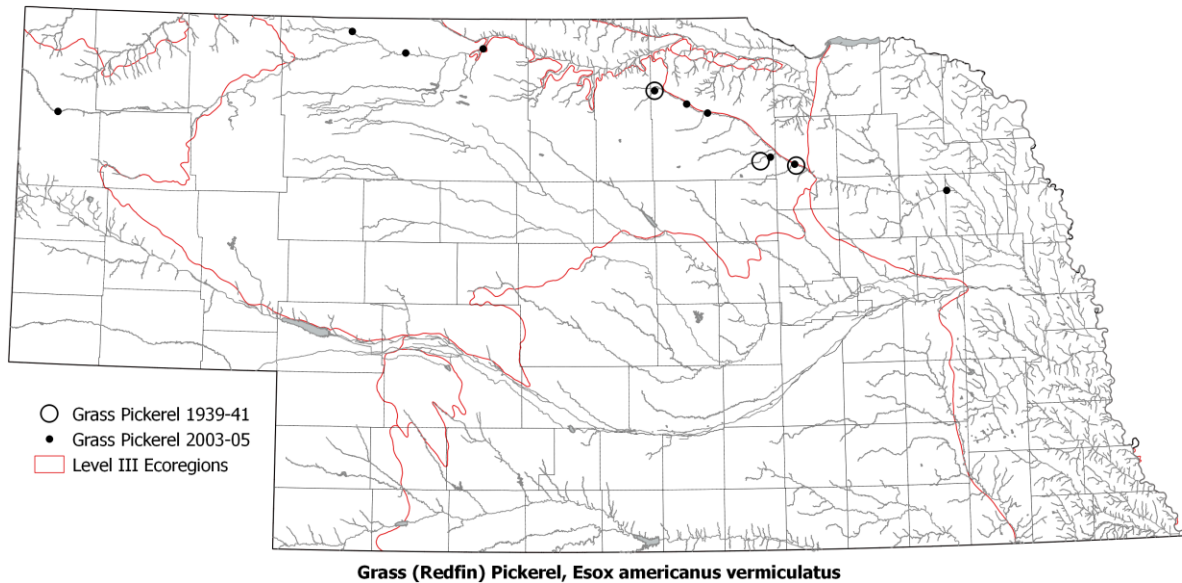 Grass Pickerel 1939-41
Grass Pickerel 2003-05
Level III Ecoregions
Grass (Redfin) Pickerel, Esox americanus vermiculatus